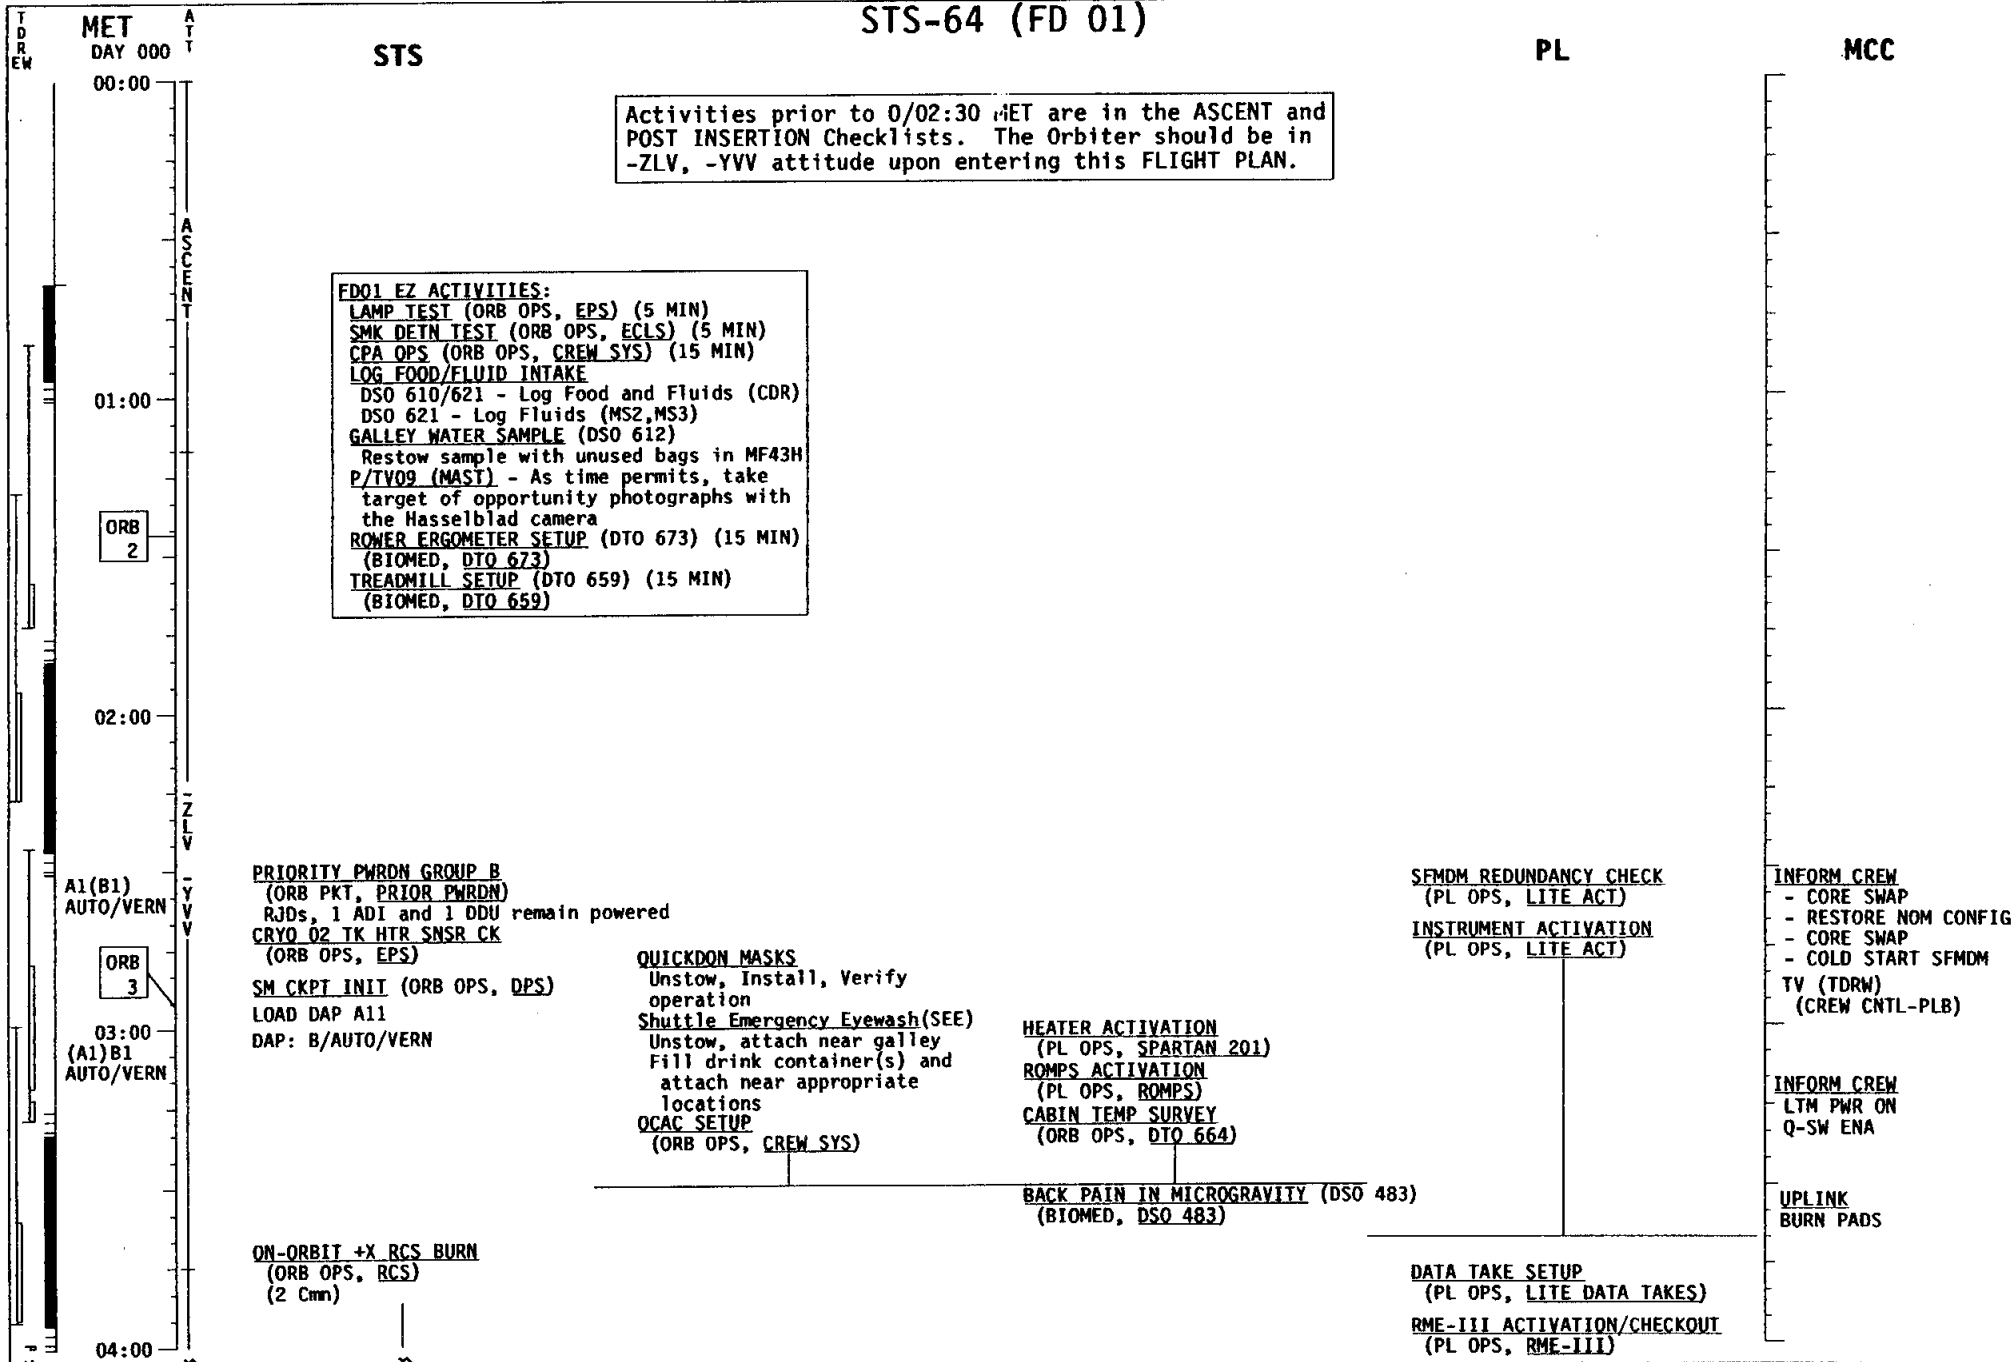 STS-64 (FD 01)
TDREW
MET
DAY 000
ATT
STS
PL
MCC
00:00
Activities prior to 0/02:30 MET are in the ASCENT and
POST INSERTION Checklists. The Orbiter should be in
-ZLV, -YVV attitude upon entering this FLIGHT PLAN.
ASCENT
FD01 EZ ACTIVITIES:
LAMP TEST (ORB OPS, EPS) (5 MIN)
SMK DETN TEST (ORB OPS, ECLS) (5 MIN)
CPA OPS (ORB OPS, CREW SYS) (15 MIN)
LOG FOOD/FLUID INTAKE
DSO 610/621 - Log Food and Fluids (CDR)
DSO 621 - Log Fluids (MS2,MS3)
GALLEY WATER SAMPLE (DSO 612)
Restow sample with unused bags in MF43H
P/TV09 (MAST) - As time permits, take
target of opportunity photographs with
the Hasselblad camera
ROWER ERGOMETER SETUP (DTO 673) (15 MIN)
(BIOMED, DTO 673)
TREADMILL SETUP (DTO 659) (15 MIN)
(BIOMED, DTO 659)
01:00
ORB
2
02:00
-ZLV
-YVV
A1(B1)
AUTO/VERN
ORB
3
03:00
(A1)B1
AUTO/VERN
04:00
PRIORITY PWRDN GROUP B
(ORB PKT, PRIOR PWRDN)
RJDs, 1 ADI and 1 DDU remain powered
CRYO O2 TK HTR SNSR CK
(ORB OPS, EPS)
SM CKPT INIT (ORB OPS, DPS)
LOAD DAP A11
DAP: B/AUTO/VERN
ON-ORBIT +X RCS BURN
(ORB OPS, RCS)
(2 Cmn)
QUICKDON MASKS
Unstow, Install, Verify
operation
Shuttle Emergency Eyewash(SEE)
Unstow, attach near galley
Fill drink container(s) and
attach near appropriate
locations
OCAC SETUP
(ORB OPS, CREW SYS)
HEATER ACTIVATION
(PL OPS, SPARTAN 201)
ROMPS ACTIVATION
(PL OPS, ROMPS)
CABIN TEMP SURVEY
(ORB OPS, DTO 664)
BACK PAIN IN MICROGRAVITY (DSO 483)
(BIOMED, DSO 483)
SFMDM REDUNDANCY CHECK
(PL OPS, LITE ACT)
INSTRUMENT ACTIVATION
(PL OPS, LITE ACT)
DATA TAKE SETUP
(PL OPS, LITE DATA TAKES)
RME-III ACTIVATION/CHECKOUT
(PL OPS, RME-III)
INFORM CREW
- CORE SWAP
- RESTORE NOM CONFIG
- CORE SWAP
- COLD START SFMDM
TV (TDRW)
(CREW CNTL-PLB)
INFORM CREW
LTM PWR ON
Q-SW ENA
UPLINK
BURN PADS